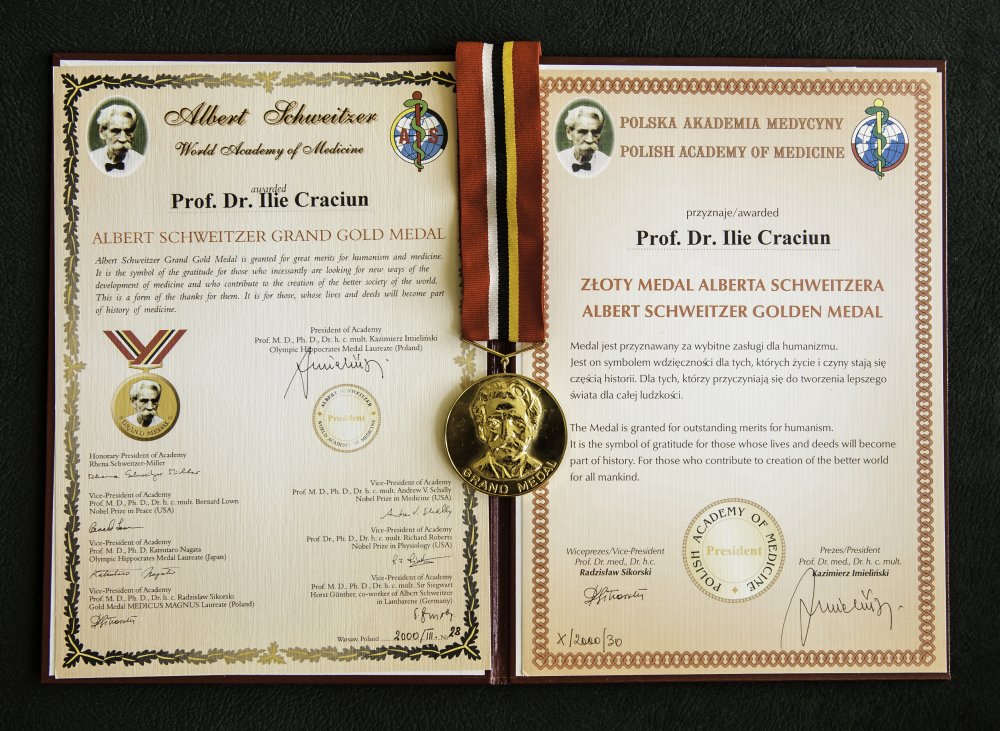 Albert Schweitzer
World Academy of Medicine
A S
awarded
Prof. Dr. Ilie Craciun
ALBERT SCHWEITZER GRAND GOLD MEDAL
Albert Schweitzer Grand Gold Medal is granted for great merits for humanism and medicine.
It is the symbol of the gratitude for those who incessantly are looking for new ways of the
development of medicine and who contribute to the creation of the better society of the world.
This is a form of the thanks for them. It is for those, whose lives and deeds will become part
of history of medicine.
President of Academy
Prof. M. D., Ph. D., Dr. h. c. mult. Kazimierz Imieliński
Olympic Hippocrates Medal Laureate (Poland)
GRAND MEDAL
ALBERT SCHWEITZER
President
WORLD ACADEMY OF MEDICINE
Honorary President of Academy
Rhena Schweitzer-Miller
Rhena Schweitzer Miller
Vice-President of Academy
Prof. M. D., Ph. D., Dr. h. c. mult. Bernard Lown
Nobel Prize in Peace (USA)
Vice-President of Academy
Prof. M. D., Ph. D. Katsutaro Nagata
Olympic Hippocrates Medal Laureate (Japan)
Katsutaro Nagata
Vice-President of Academy
Prof. M. D., Ph. D., Dr. h. c. Radzisław Sikorski
Gold Medal MEDICUS MAGNUS Laureate (Poland)
Vice-President of Academy
Prof. M. D., Ph. D., Dr. h. c. mult. Andrew V. Schally
Nobel Prize in Medicine (USA)
Vice-President of Academy
Prof. Dr., Ph. D., Dr. h. c. mult. Richard Roberts
Nobel Prize in Physiology (USA)
Vice-President of Academy
Prof. M. D., Ph. D., Dr. h. c. mult. Sir Siegwart
Horst Günther, co-worker of Albert Schweitzer
in Lambarene (Germany)
Warsaw, Poland ..... 2000/III. Nr 28
GRAND MEDAL
POLSKA AKADEMIA MEDYCYNY
POLISH ACADEMY OF MEDICINE
przyznaje/awarded
Prof. Dr. Ilie Craciun
ZŁOTY MEDAL ALBERTA SCHWEITZERA
ALBERT SCHWEITZER GOLDEN MEDAL
Medal jest przyznawany za wybitne zasługi dla humanizmu.
Jest on symbolem wdzięczności dla tych, których życie i czyny stają się
częścią historii. Dla tych, którzy przyczyniają się do tworzenia lepszego
świata dla całej ludzkości.
The Medal is granted for outstanding merits for humanism.
It is the symbol of gratitude for those whose lives and deeds will become
part of history. For those who contribute to creation of the better world
for all mankind.
POLISH ACADEMY OF MEDICINE
President
Wiceprezes/Vice-President
Prof. Dr. med., Dr. h.c.
Radzisław Sikorski
Prezes/President
Prof. Dr. med., Dr. h. c. mult.
Kazimierz Imieliński
X/2000/30